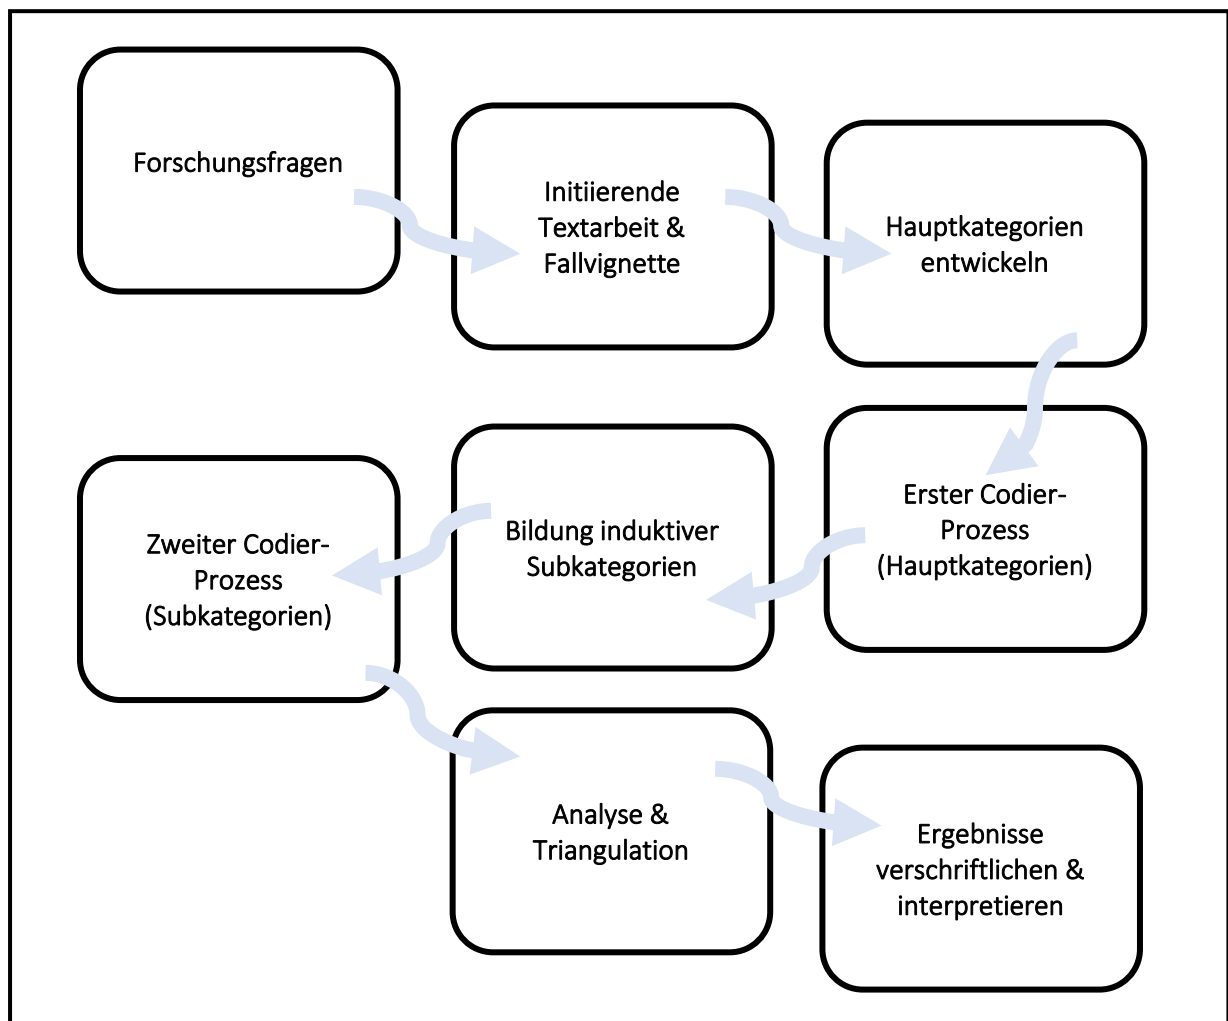 Forschungsfragen
Initiierende
Textarbeit &
Fallvignette
Hauptkategorien
entwickeln
Erster Codier-
Prozess
(Hauptkategorien)
Bildung induktiver
Subkategorien
Zweiter Codier-
Prozess
(Subkategorien)
Analyse &
Triangulation
Ergebnisse
verschriftlichen &
interpretieren